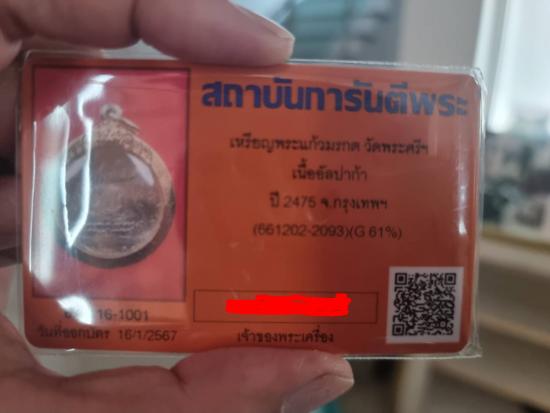 สถาบันการันตีพระ
เหรียญพระแก้วมรกต วัดพระศรีฯ
เนื้ออัลปาก้า
ปี 2475 จ.กรุงเทพฯ
(661202-2093)(G 61%)
16-1001
วันที่ออกบัตร 16/1/2567
เจ้าของพระเครื่อง